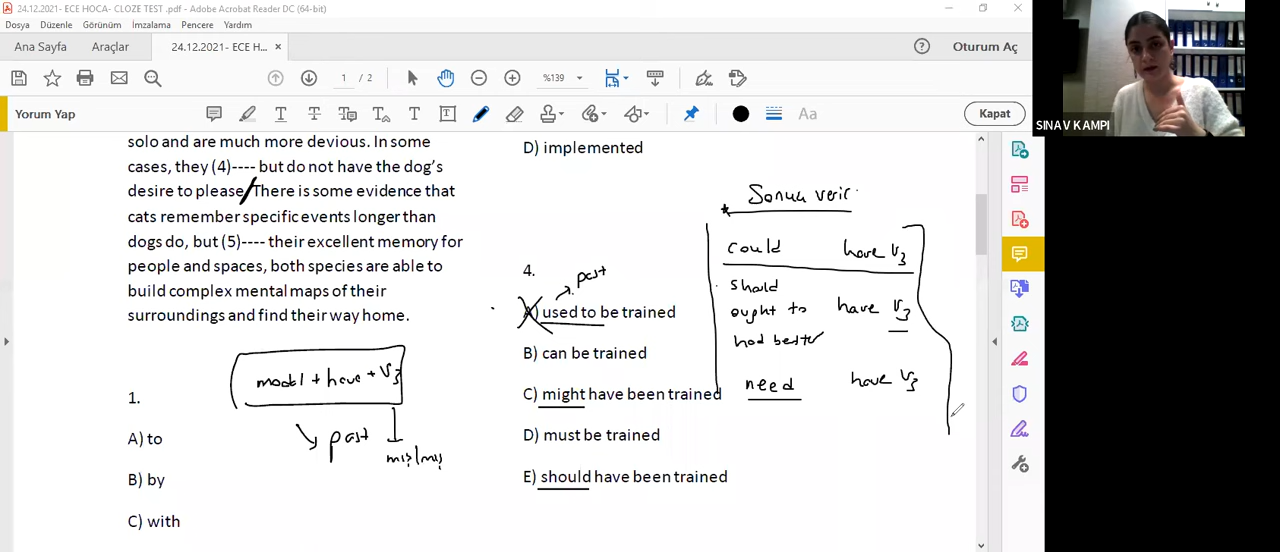 24.12.2021- ECE HOCA- CLOZE TEST .pdf - Adobe Acrobat Reader DC (64-bit)
Dosya Düzenle Görünüm İmzalama Pencere Yardım
Ana Sayfa Araçlar 24.12.2021- ECE H... × Oturum Aç
1 / 2 %139
Yorum Yap Aa Kapat
SINAV KAMPI
solo and are much more devious. In some
cases, they (4)---- but do not have the dog's
desire to please. There is some evidence that
cats remember specific events longer than
dogs do, but (5)---- their excellent memory for
people and spaces, both species are able to
build complex mental maps of their
surroundings and find their way home.
modal + have + V3
past
mış/miş
1.
A) to
B) by
C) with
D) implemented
4.
past
A) used to be trained
B) can be trained
C) might have been trained
D) must be trained
E) should have been trained
* Sonuç verir.
could have V3
should
ought to have V3
had better
need have V3